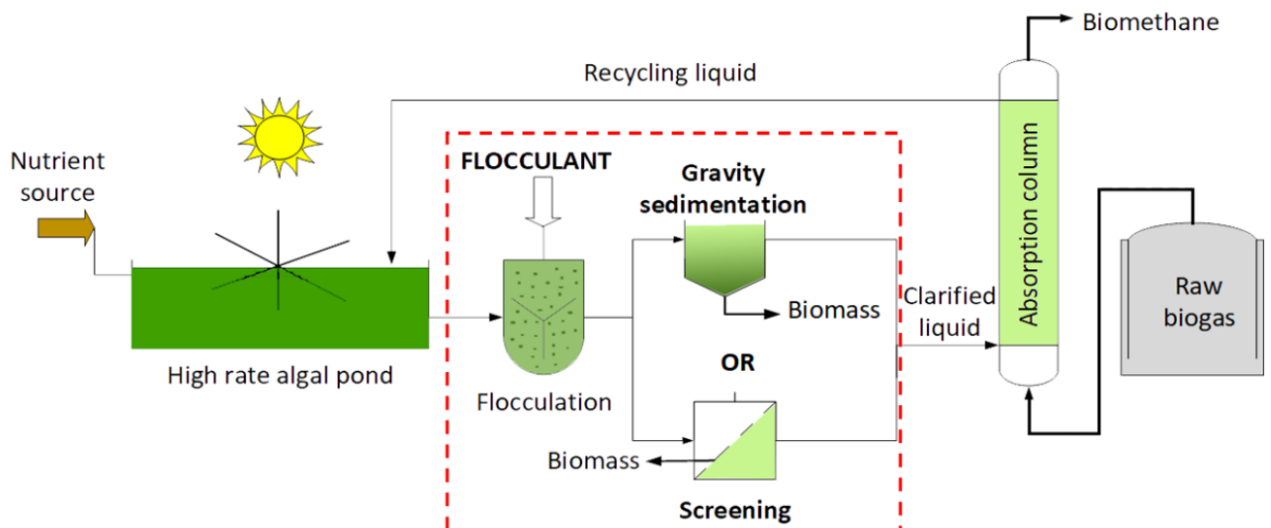 Biomethane
Recycling liquid
Nutrient
source
FLOCCULANT
Gravity
sedimentation
Absorption column
Raw
biogas
Clarified
liquid
Biomass
High rate algal pond
OR
Flocculation
Biomass
Screening